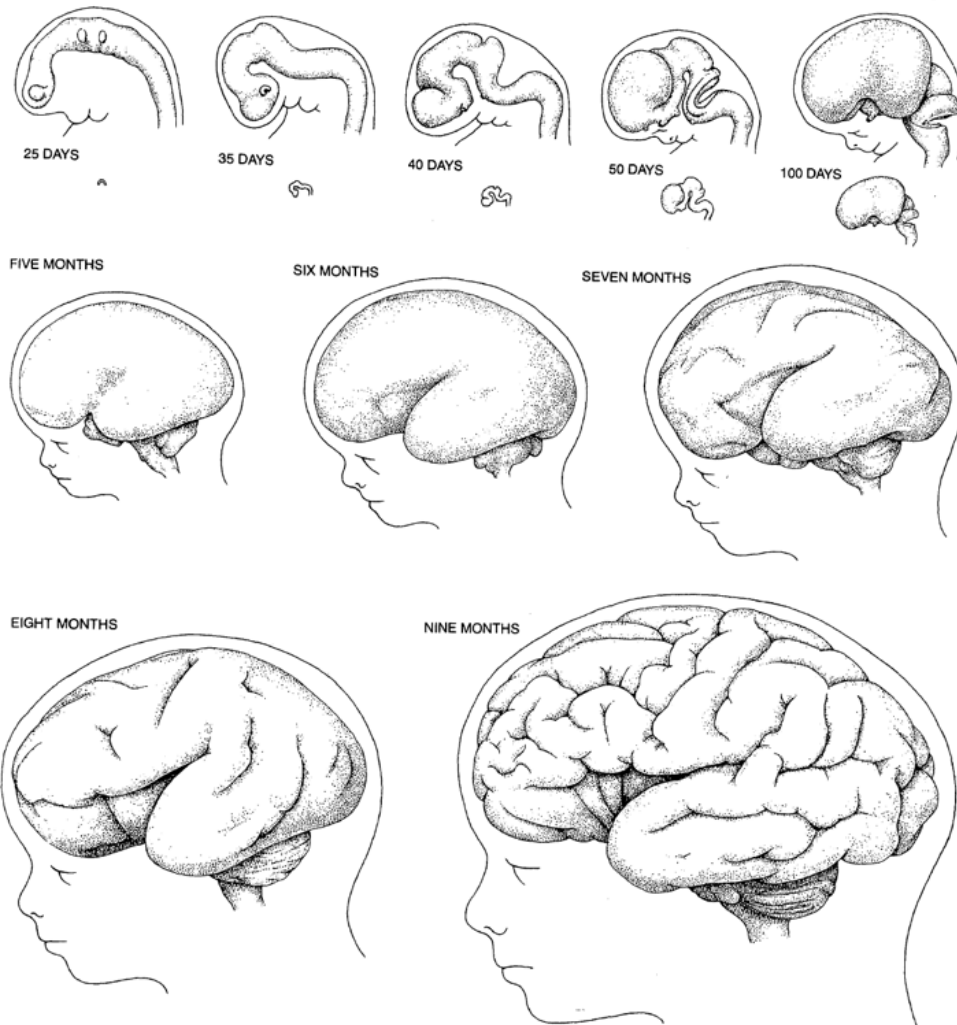 25 DAYS
35 DAYS
40 DAYS
50 DAYS
100 DAYS
FIVE MONTHS
SIX MONTHS
SEVEN MONTHS
EIGHT MONTHS
NINE MONTHS